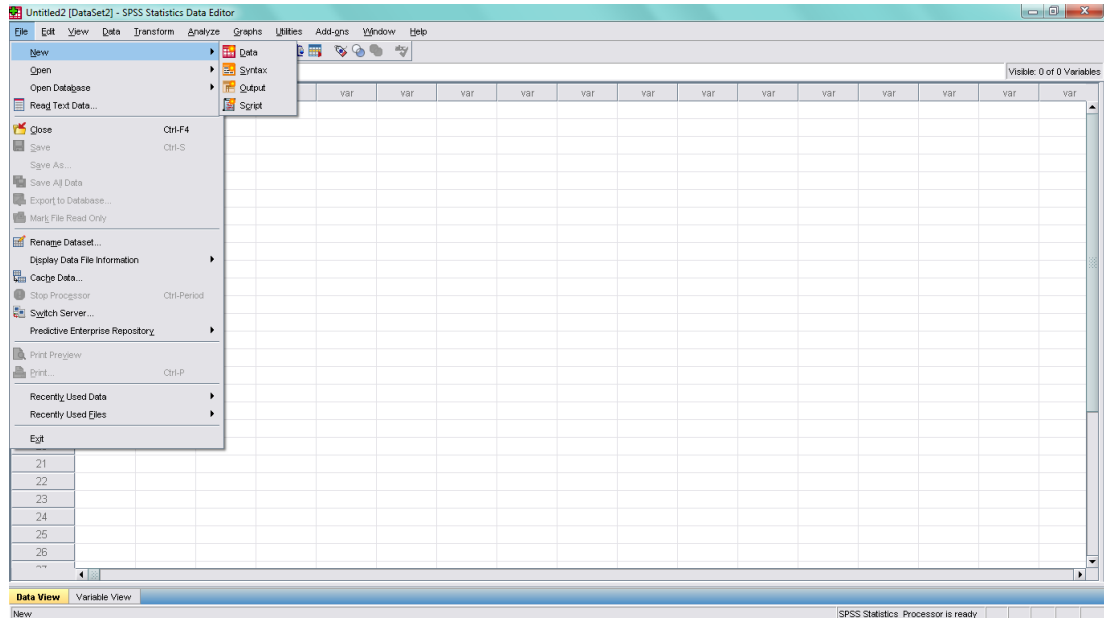 Untitled2 [DataSet2] - SPSS Statistics Data Editor
File Edit View Data Transform Analyze Graphs Utilities Add-ons Window Help
New
Data
Syntax
Output
Script
Open
Open Database
Read Text Data...
Close Ctrl-F4
Save Ctrl-S
Save As...
Save All Data
Export to Database...
Mark File Read Only
Rename Dataset...
Display Data File Information
Cache Data...
Stop Processor Ctrl-Period
Switch Server...
Predictive Enterprise Repository
Print Preview
Print... Ctrl-P
Recently Used Data
Recently Used Files
Exit
Visible: 0 of 0 Variables
var var var var var var var var var var var var var
21
22
23
24
25
26
Data View Variable View
New SPSS Statistics Processor is ready